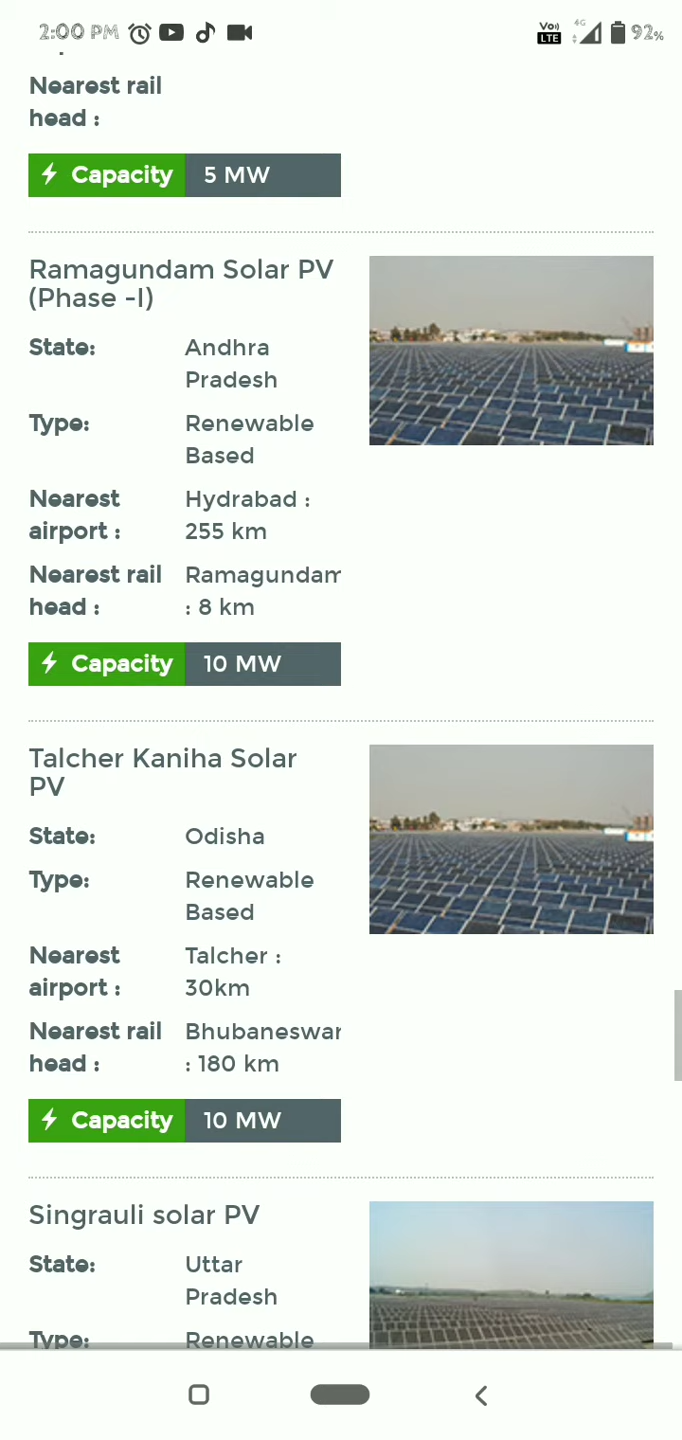 2:00 PM
Vo))
LTE
4G
92%
Nearest rail
head :
Capacity
5 MW
Ramagundam Solar PV
(Phase -I)
State:
Andhra
Pradesh
Type:
Renewable
Based
Nearest
airport :
Hydrabad :
255 km
Nearest rail
head :
Ramagundam
: 8 km
Capacity
10 MW
Talcher Kaniha Solar
PV
State:
Odisha
Type:
Renewable
Based
Nearest
airport :
Talcher :
30km
Nearest rail
head :
Bhubaneswar
: 180 km
Capacity
10 MW
Singrauli solar PV
State:
Uttar
Pradesh
Type:
Renewable